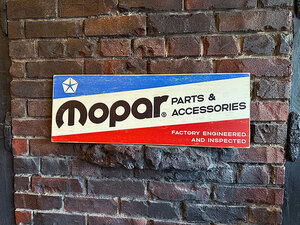 mopar® PARTS &
ACCESSORIES
FACTORY ENGINEERED
AND INSPECTED